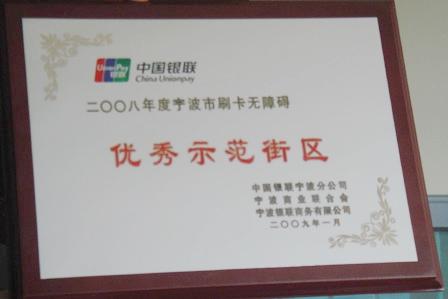 UnionPay 中国银联
银联 China Unionpay
二〇〇八年度宁波市刷卡无障碍
优秀示范街区
中国银联宁波分公司
宁波商业联合会
宁波银联商务有限公司
二〇〇九年一月